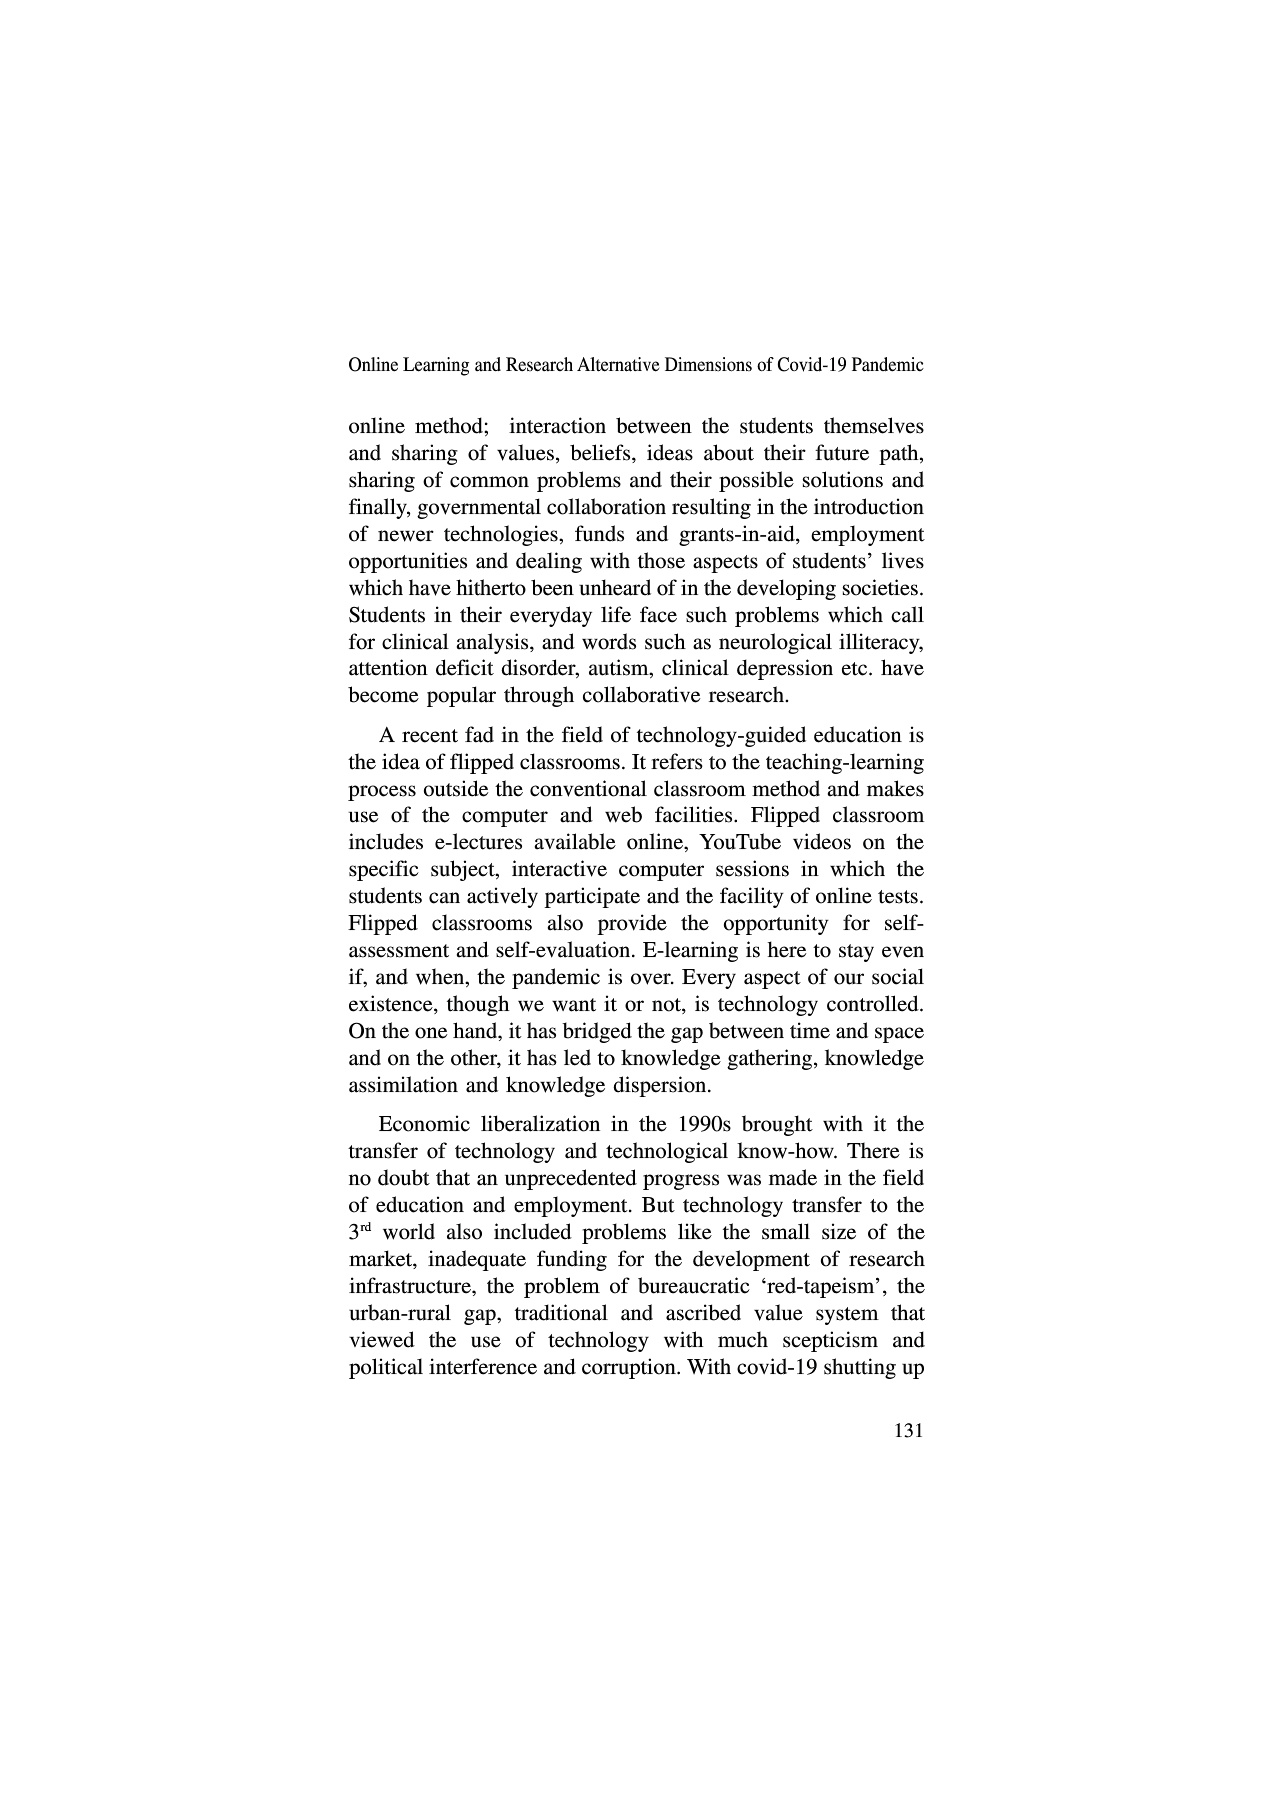 Online Learning and Research Alternative Dimensions of Covid-19 Pandemic
online method;  interaction between the students themselves
and sharing of values, beliefs, ideas about their future path,
sharing of common problems and their possible solutions and
finally, governmental collaboration resulting in the introduction
of newer technologies, funds and grants-in-aid, employment
opportunities and dealing with those aspects of students’ lives
which have hitherto been unheard of in the developing societies.
Students in their everyday life face such problems which call
for clinical analysis, and words such as neurological illiteracy,
attention deficit disorder, autism, clinical depression etc. have
become popular through collaborative research.
A recent fad in the field of technology-guided education is
the idea of flipped classrooms. It refers to the teaching-learning
process outside the conventional classroom method and makes
use of the computer and web facilities. Flipped classroom
includes e-lectures available online, YouTube videos on the
specific subject, interactive computer sessions in which the
students can actively participate and the facility of online tests.
Flipped classrooms also provide the opportunity for self-
assessment and self-evaluation. E-learning is here to stay even
if, and when, the pandemic is over. Every aspect of our social
existence, though we want it or not, is technology controlled.
On the one hand, it has bridged the gap between time and space
and on the other, it has led to knowledge gathering, knowledge
assimilation and knowledge dispersion.
Economic liberalization in the 1990s brought with it the
transfer of technology and technological know-how. There is
no doubt that an unprecedented progress was made in the field
of education and employment. But technology transfer to the
3rd world also included problems like the small size of the
market, inadequate funding for the development of research
infrastructure, the problem of bureaucratic ‘red-tapeism’, the
urban-rural gap, traditional and ascribed value system that
viewed the use of technology with much scepticism and
political interference and corruption. With covid-19 shutting up
131